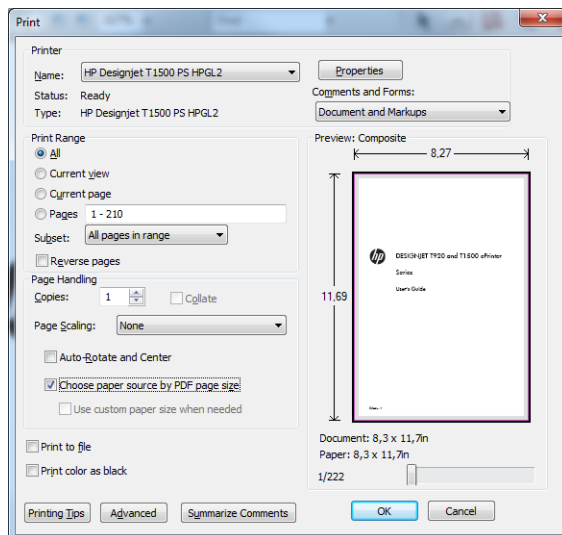 Print
Printer
Name: HP Designjet T1500 PS HPGL2
Properties
Status: Ready
Comments and Forms:
Type: HP Designjet T1500 PS HPGL2
Document and Markups
Print Range
All
Current view
Current page
Pages 1 - 210
Subset: All pages in range
Reverse pages
Page Handling
Copies: 1 Collate
Page Scaling: None
Auto-Rotate and Center
Choose paper source by PDF page size
Use custom paper size when needed
Print to file
Print color as black
Preview: Composite
8,27
11,69
hp
DESIGNJET T920 and T1500 ePrinter
Series
User's Guide
Document: 8,3 x 11,7in
Paper: 8,3 x 11,7in
1/222
Printing Tips Advanced Summarize Comments OK Cancel